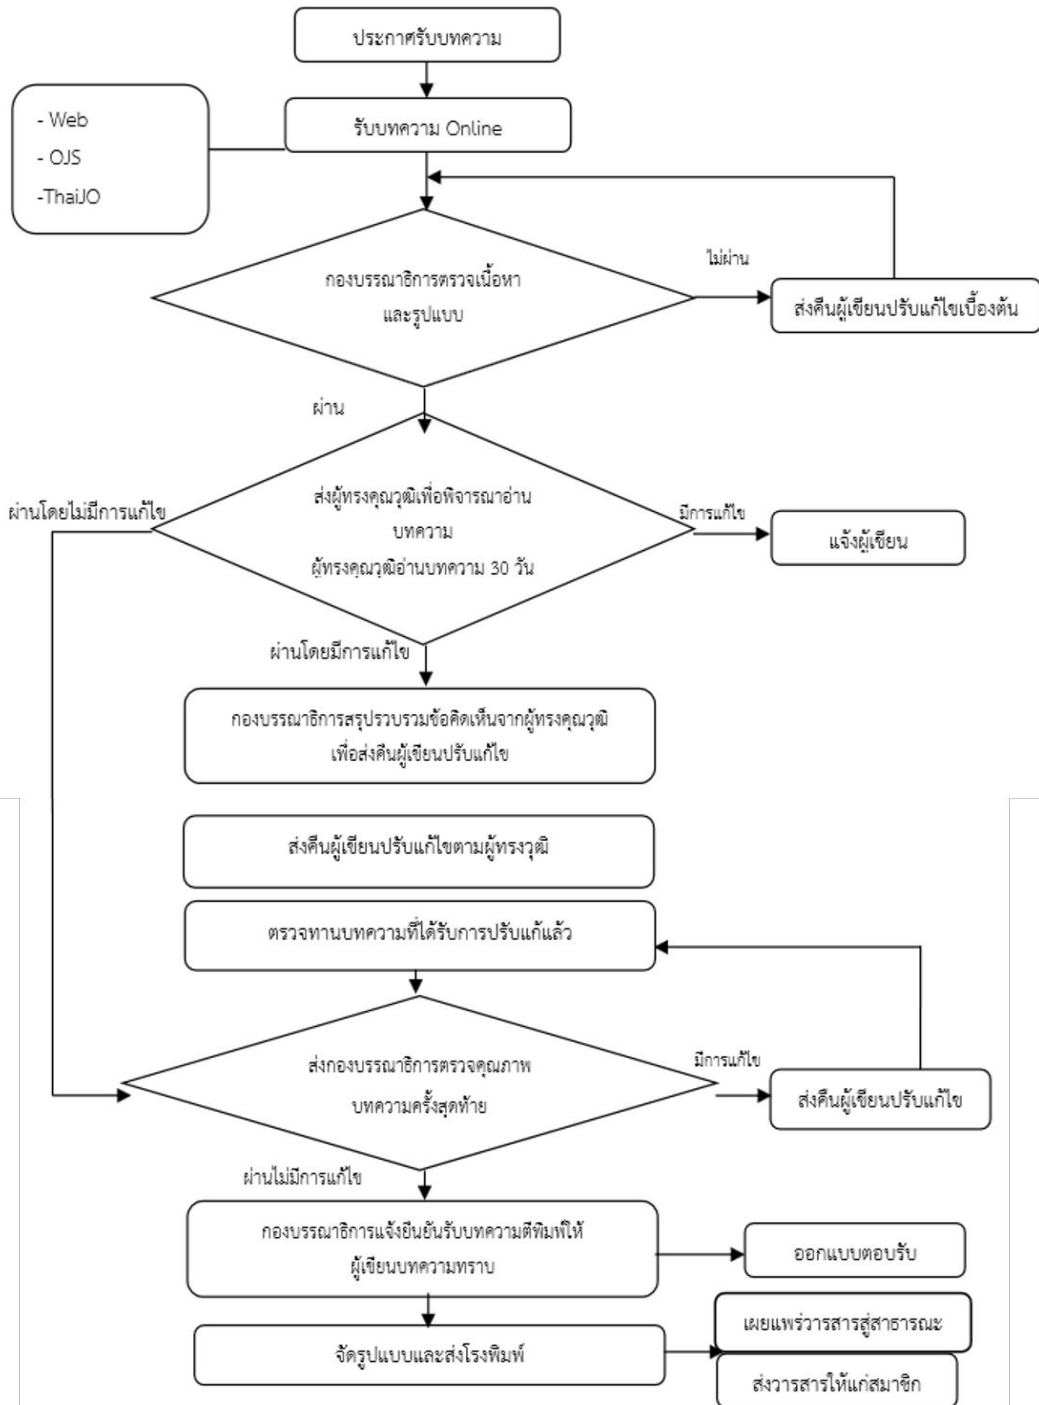 ประกาศรับบทความ
- Web
- OJS
-ThaiJO
รับบทความ Online
กองบรรณาธิการตรวจเนื้อหา
และรูปแบบ
ไม่ผ่าน
ส่งคืนผู้เขียนปรับแก้ไขเบื้องต้น
ผ่าน
ส่งผู้ทรงคุณวุฒิเพื่อพิจารณาอ่าน
บทความ
ผู้ทรงคุณวุฒิอ่านบทความ 30 วัน
ผ่านโดยไม่มีการแก้ไข
มีการแก้ไข
แจ้งผู้เขียน
ผ่านโดยมีการแก้ไข
กองบรรณาธิการสรุปรวบรวมข้อคิดเห็นจากผู้ทรงคุณวุฒิ
เพื่อส่งคืนผู้เขียนปรับแก้ไข
ส่งคืนผู้เขียนปรับแก้ไขตามผู้ทรงวุฒิ
ตรวจทานบทความที่ได้รับการปรับแก้แล้ว
ส่งกองบรรณาธิการตรวจคุณภาพ
บทความครั้งสุดท้าย
มีการแก้ไข
ส่งคืนผู้เขียนปรับแก้ไข
ผ่านไม่มีการแก้ไข
กองบรรณาธิการแจ้งยืนยันรับบทความตีพิมพ์ให้
ผู้เขียนบทความทราบ
ออกแบบตอบรับ
จัดรูปแบบและส่งโรงพิมพ์
เผยแพร่วารสารสู่สาธารณะ
ส่งวารสารให้แก่สมาชิก